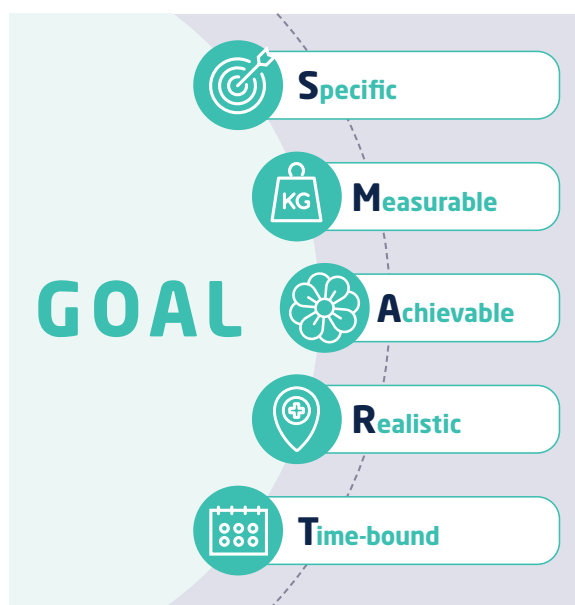 Specific
KG
Measurable
GOAL
Achievable
Realistic
Time-bound